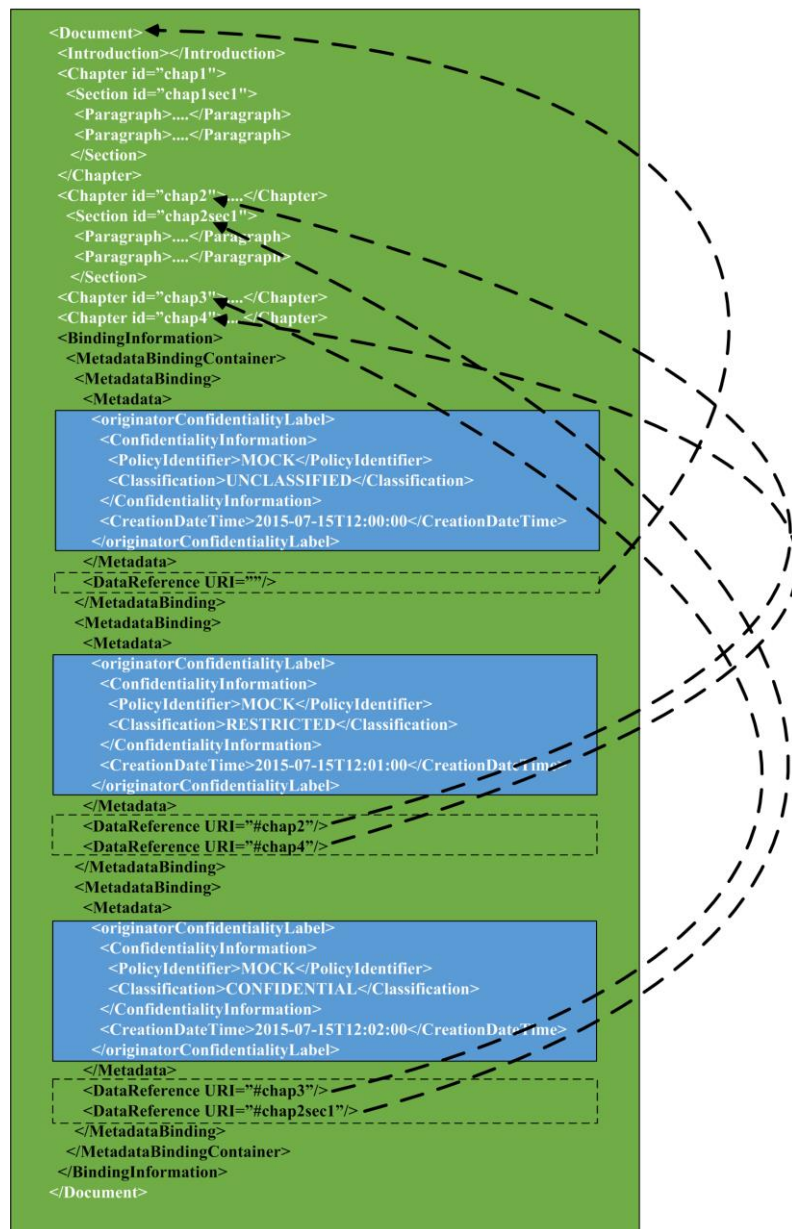 <Document>
<Introduction></Introduction>
<Chapter id=”chap1">
<Section id=”chap1sec1">
<Paragraph>....</Paragraph>
<Paragraph>....</Paragraph>
</Section>
</Chapter>
<Chapter id=”chap2">....</Chapter>
<Section id=”chap2sec1">
<Paragraph>....</Paragraph>
<Paragraph>....</Paragraph>
</Section>
<Chapter id=”chap3">....</Chapter>
<Chapter id=”chap4">....</Chapter>
<BindingInformation>
<MetadataBindingContainer>
<MetadataBinding>
<Metadata>
<originatorConfidentialityLabel>
<ConfidentialityInformation>
<PolicyIdentifier>MOCK</PolicyIdentifier>
<Classification>UNCLASSIFIED</Classification>
</ConfidentialityInformation>
<CreationDateTime>2015-07-15T12:00:00</CreationDateTime>
</originatorConfidentialityLabel>
</Metadata>
<DataReference URI=””/>
</MetadataBinding>
<MetadataBinding>
<Metadata>
<originatorConfidentialityLabel>
<ConfidentialityInformation>
<PolicyIdentifier>MOCK</PolicyIdentifier>
<Classification>RESTRICTED</Classification>
</ConfidentialityInformation>
<CreationDateTime>2015-07-15T12:01:00</CreationDateTime>
</originatorConfidentialityLabel>
</Metadata>
<DataReference URI=”#chap2”/>
<DataReference URI=”#chap4”/>
</MetadataBinding>
<MetadataBinding>
<Metadata>
<originatorConfidentialityLabel>
<ConfidentialityInformation>
<PolicyIdentifier>MOCK</PolicyIdentifier>
<Classification>CONFIDENTIAL</Classification>
</ConfidentialityInformation>
<CreationDateTime>2015-07-15T12:02:00</CreationDateTime>
</originatorConfidentialityLabel>
</Metadata>
<DataReference URI=”#chap3”/>
<DataReference URI=”#chap2sec1”/>
</MetadataBinding>
</MetadataBindingContainer>
</BindingInformation>
</Document>